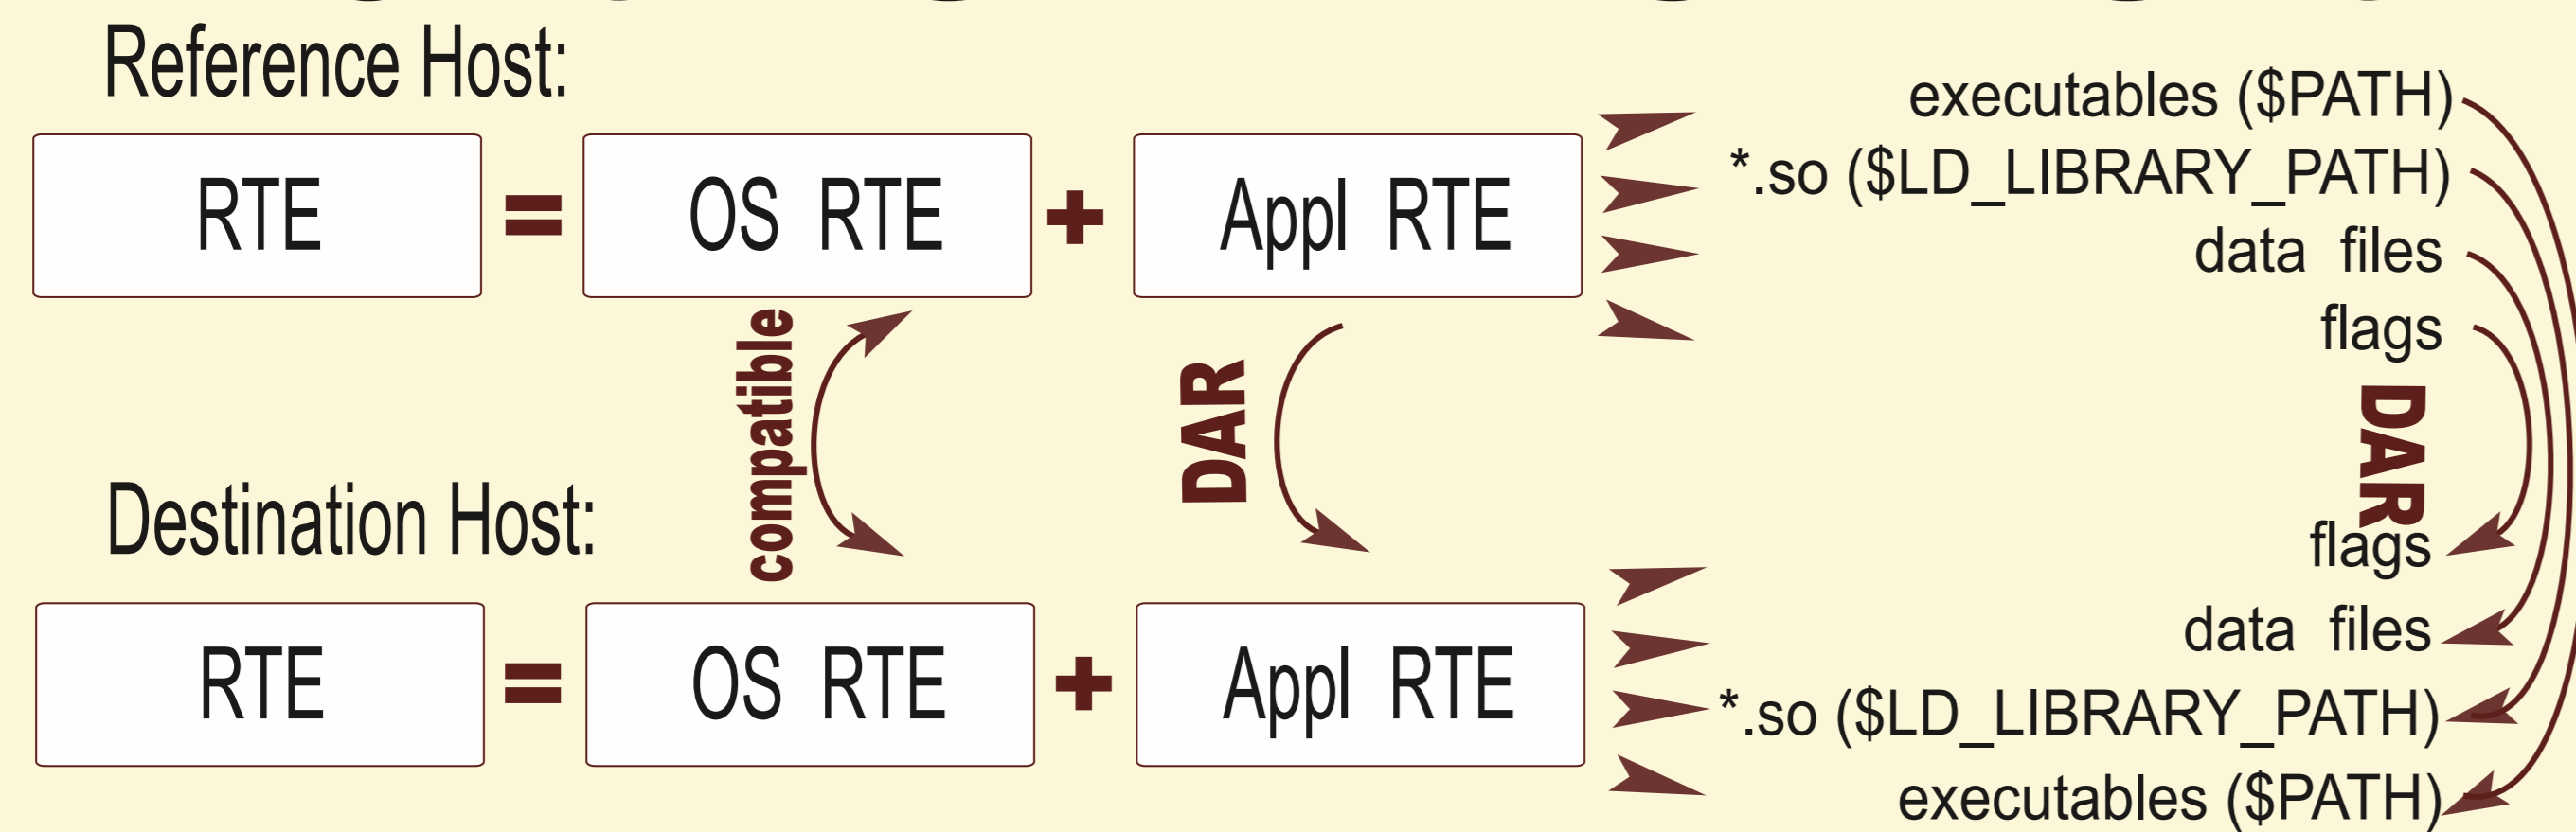 Reference Host:
RTE = OS RTE + Appl RTE
executables ($PATH)
*.so ($LD_LIBRARY_PATH)
data files
flags
compatible
DAR
DAR
Destination Host:
RTE = OS RTE + Appl RTE
flags
data files
*.so ($LD_LIBRARY_PATH)
executables ($PATH)